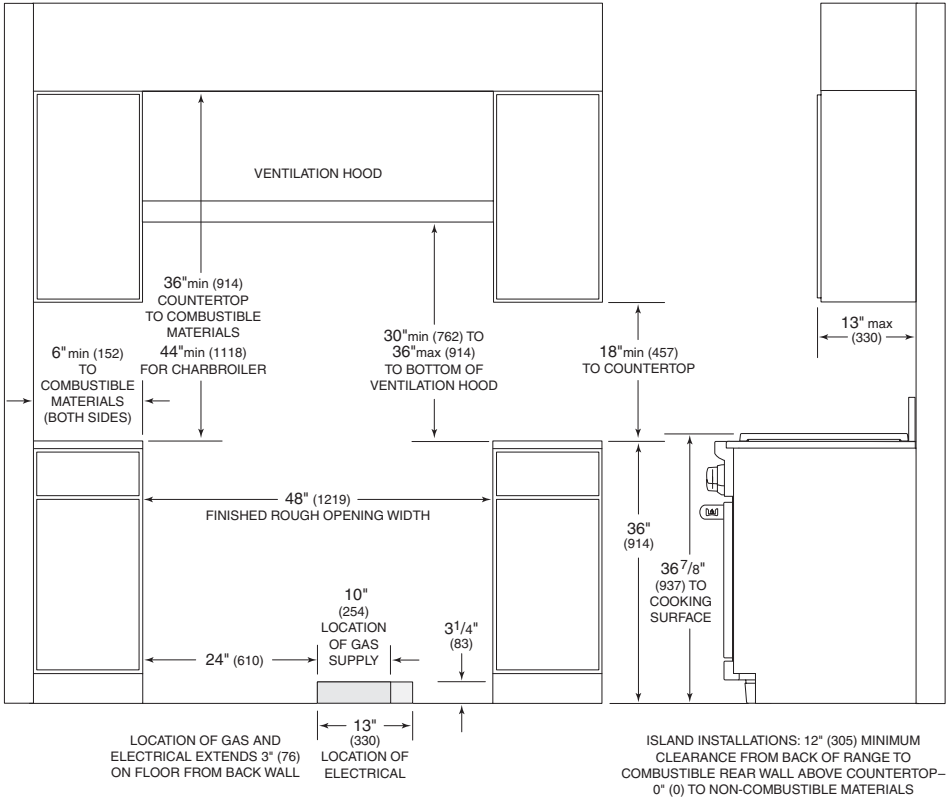 VENTILATION HOOD
36" min (914)
COUNTERTOP
TO COMBUSTIBLE
MATERIALS
44" min (1118)
FOR CHARBROILER
6" min (152)
TO
COMBUSTIBLE
MATERIALS
(BOTH SIDES)
30" min (762) TO
36" max (914)
TO BOTTOM OF
VENTILATION HOOD
18" min (457)
TO COUNTERTOP
13" max
(330)
48" (1219)
FINISHED ROUGH OPENING WIDTH
36"
(914)
36 7/8"
(937) TO
COOKING
SURFACE
10"
(254)
LOCATION
OF GAS
SUPPLY
3 1/4"
(83)
24" (610)
13"
(330)
LOCATION OF
ELECTRICAL
LOCATION OF GAS AND
ELECTRICAL EXTENDS 3" (76)
ON FLOOR FROM BACK WALL
ISLAND INSTALLATIONS: 12" (305) MINIMUM
CLEARANCE FROM BACK OF RANGE TO
COMBUSTIBLE REAR WALL ABOVE COUNTERTOP–
0" (0) TO NON-COMBUSTIBLE MATERIALS